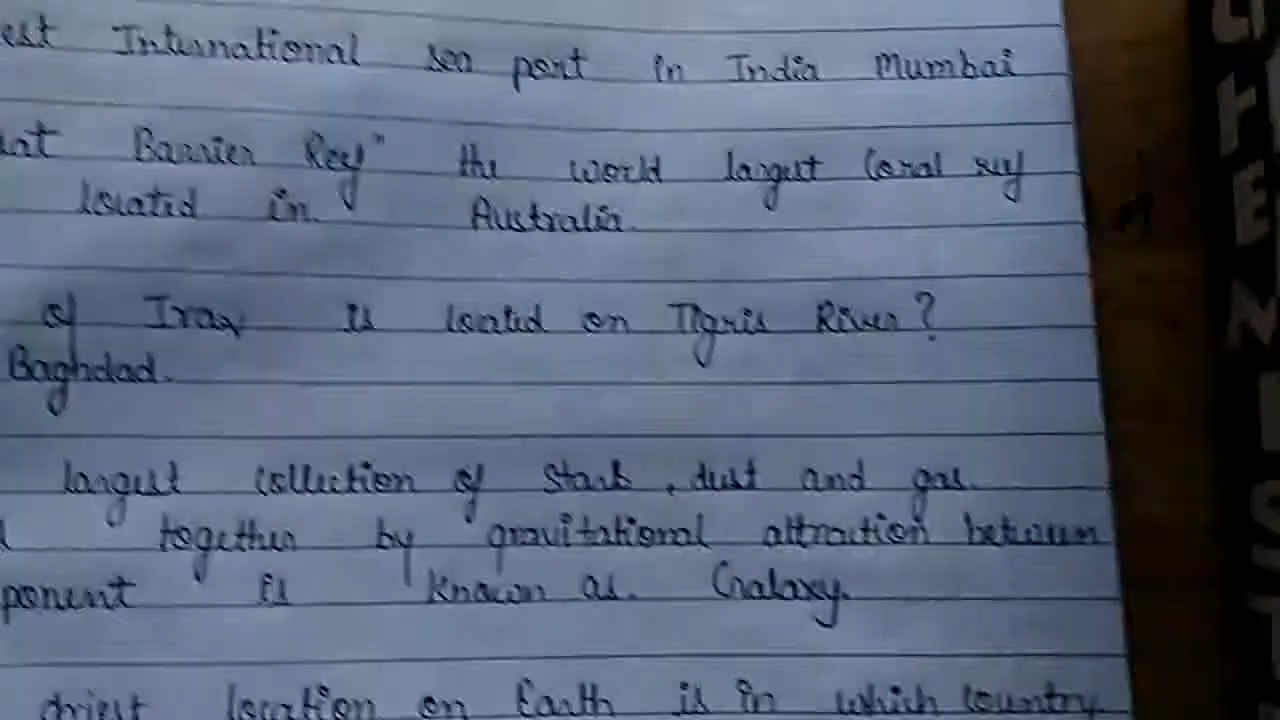 est International sea port in India Mumbai
at Barrier Reef" the world largest Coral reef
located in Australia.
of Iraq is located on Tigris River?
Baghdad.
largest collection of stars, dust and gas.
together by gravitational attraction between
ponent is known as. Galaxy.
driest location on Earth is in which country